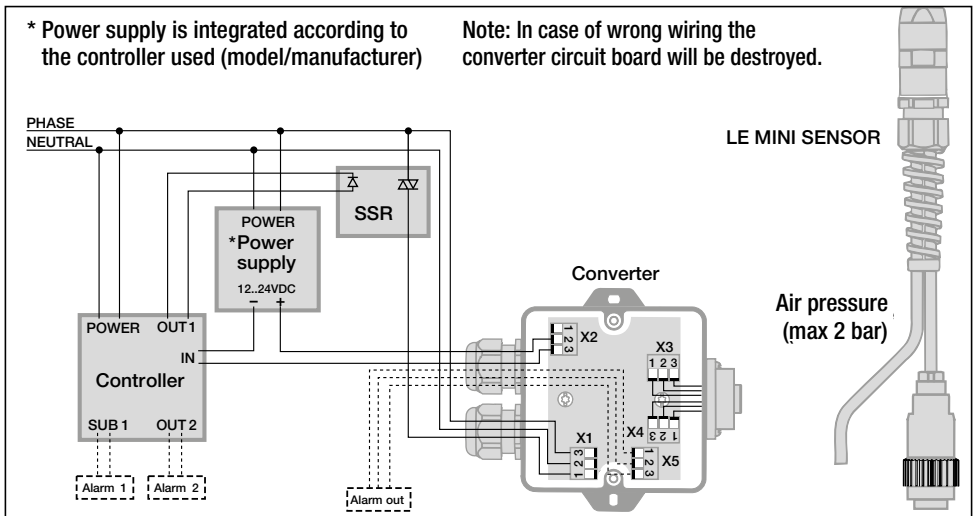 * Power supply is integrated according to
the controller used (model/manufacturer)
Note: In case of wrong wiring the
converter circuit board will be destroyed.
PHASE
NEUTRAL
LE MINI SENSOR
SSR
POWER
*Power
supply
12..24VDC
− +
Converter
Air pressure
(max 2 bar)
POWER OUT1
IN
Controller
SUB 1 OUT 2
Alarm 1 Alarm 2
Alarm out
1
2
3
X2
X3
1 2 3
X4
3 2 1
X1
3
2
1
1
2
3
X5